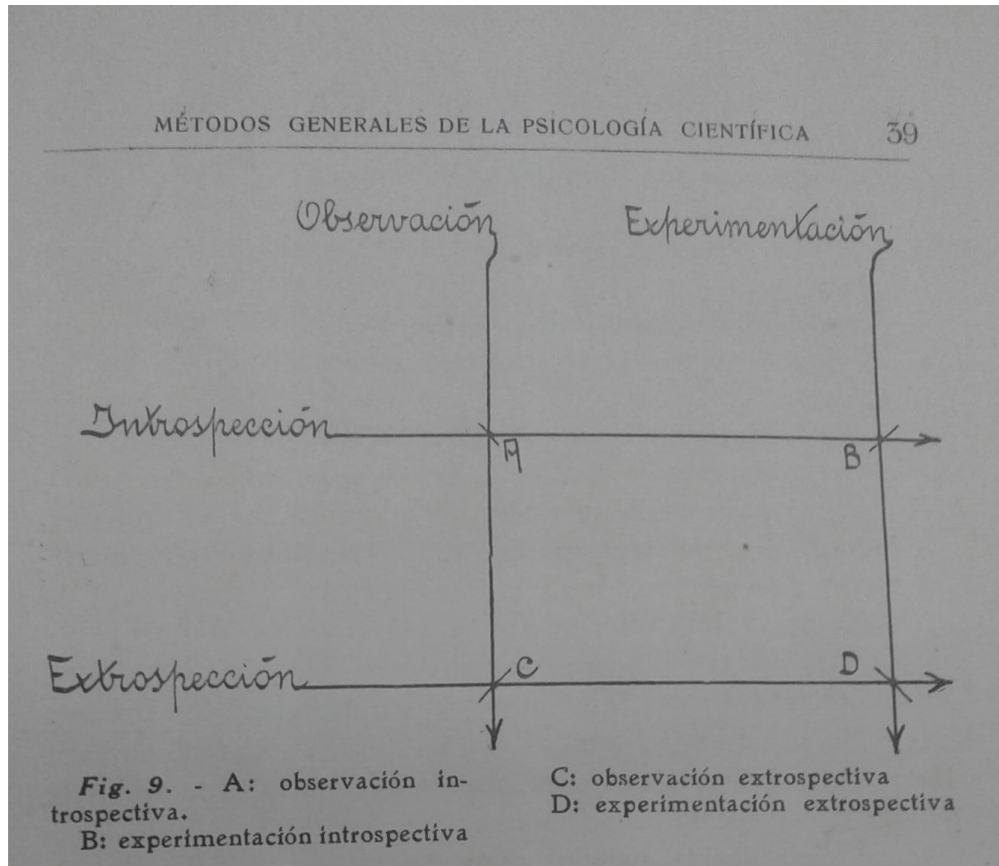 MÉTODOS GENERALES DE LA PSICOLOGÍA CIENTÍFICA 39
Observación Experimentación
Introspección
A B
Extrospección
C D
Fig. 9. - A: observación in-
trospectiva.
B: experimentación introspectiva
C: observación extrospectiva
D: experimentación extrospectiva